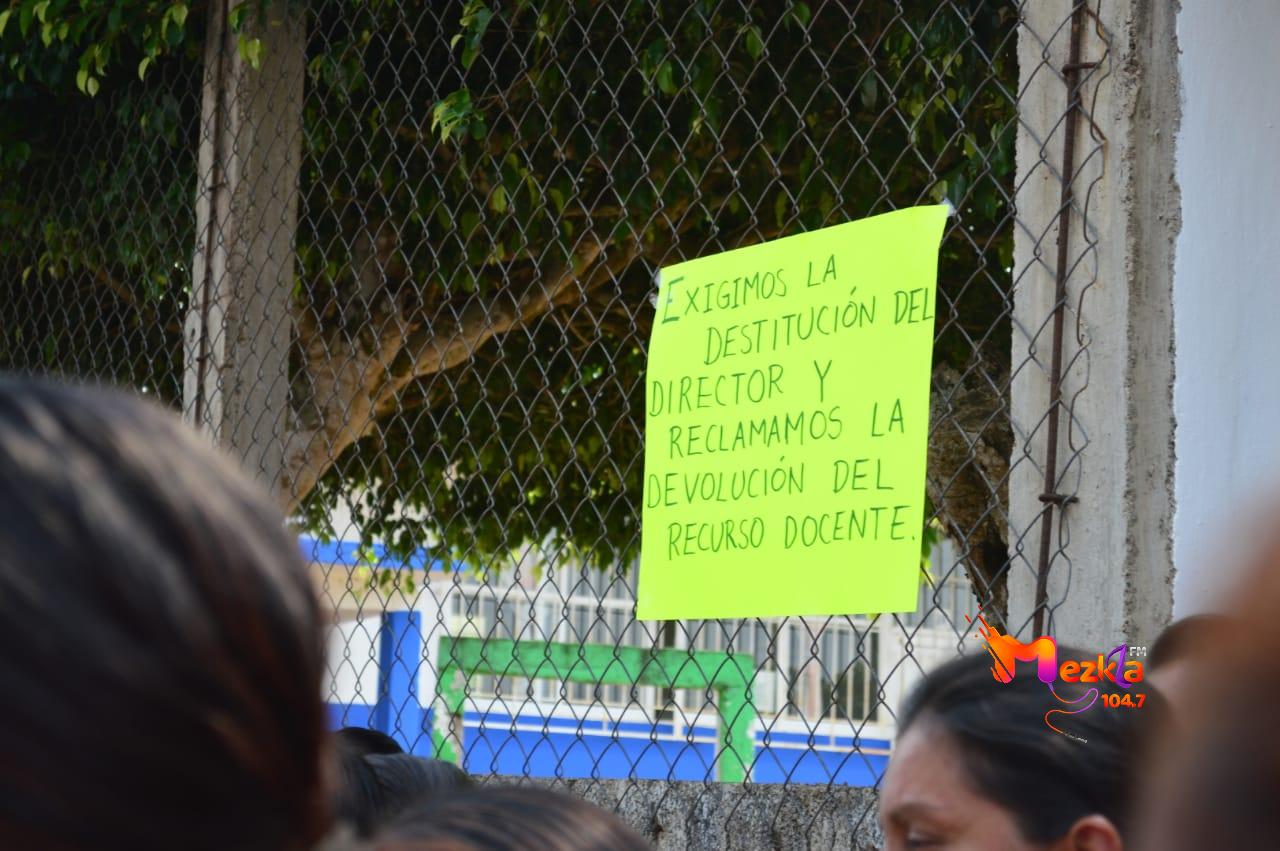 EXIGIMOS LA
DESTITUCIÓN DEL
DIRECTOR Y
RECLAMAMOS LA
DEVOLUCIÓN DEL
RECURSO DOCENTE.
Mezkla FM
104.7